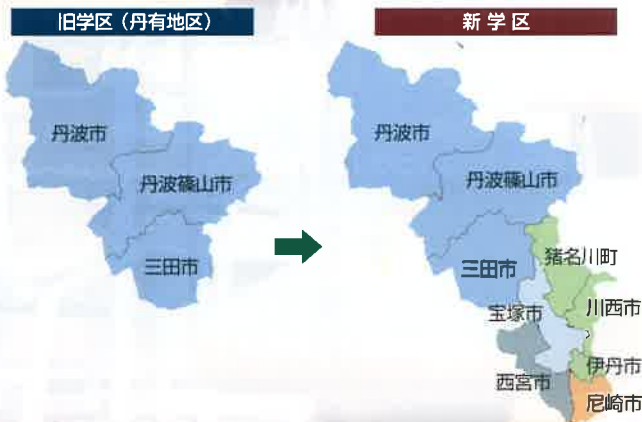 旧学区（丹有地区）
新学区
丹波市
丹波篠山市
三田市
丹波市
丹波篠山市
三田市
猪名川町
宝塚市
川西市
伊丹市
西宮市
尼崎市